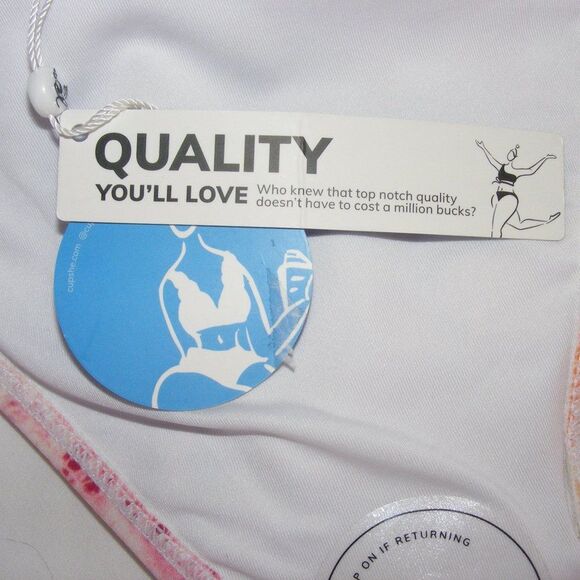 QUALITY
YOU'LL LOVE
Who knew that top notch quality
doesn't have to cost a million bucks?
cupshe.com
ON IF RETURNING